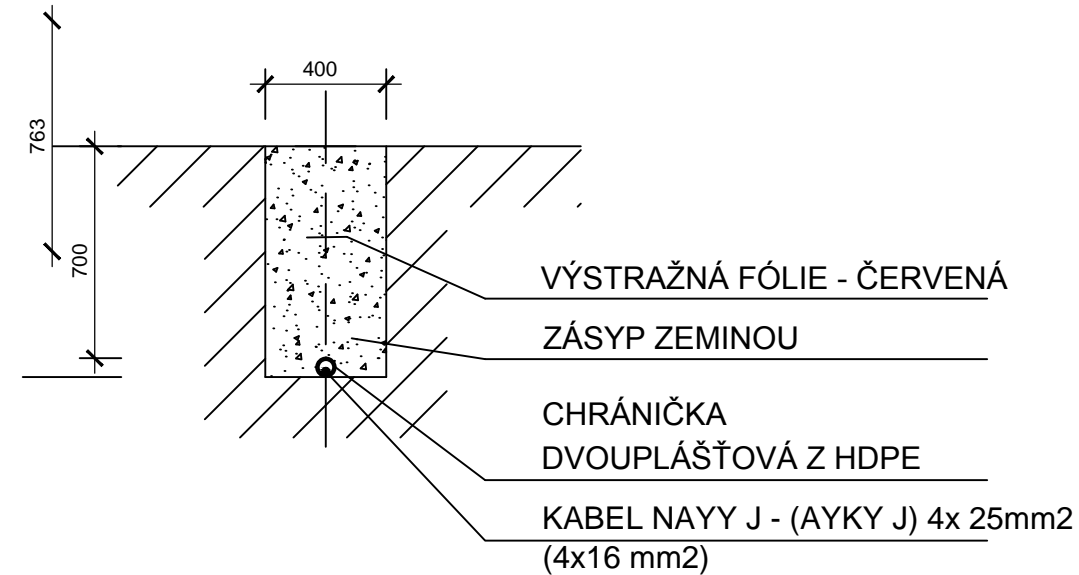 400
763
700
VÝSTRAŽNÁ FÓLIE - ČERVENÁ
ZÁSYP ZEMINOU
CHRÁNIČKA
DVOUPLÁŠŤOVÁ Z HDPE
KABEL NAYY J - (AYKY J) 4x 25mm2
(4x16 mm2)